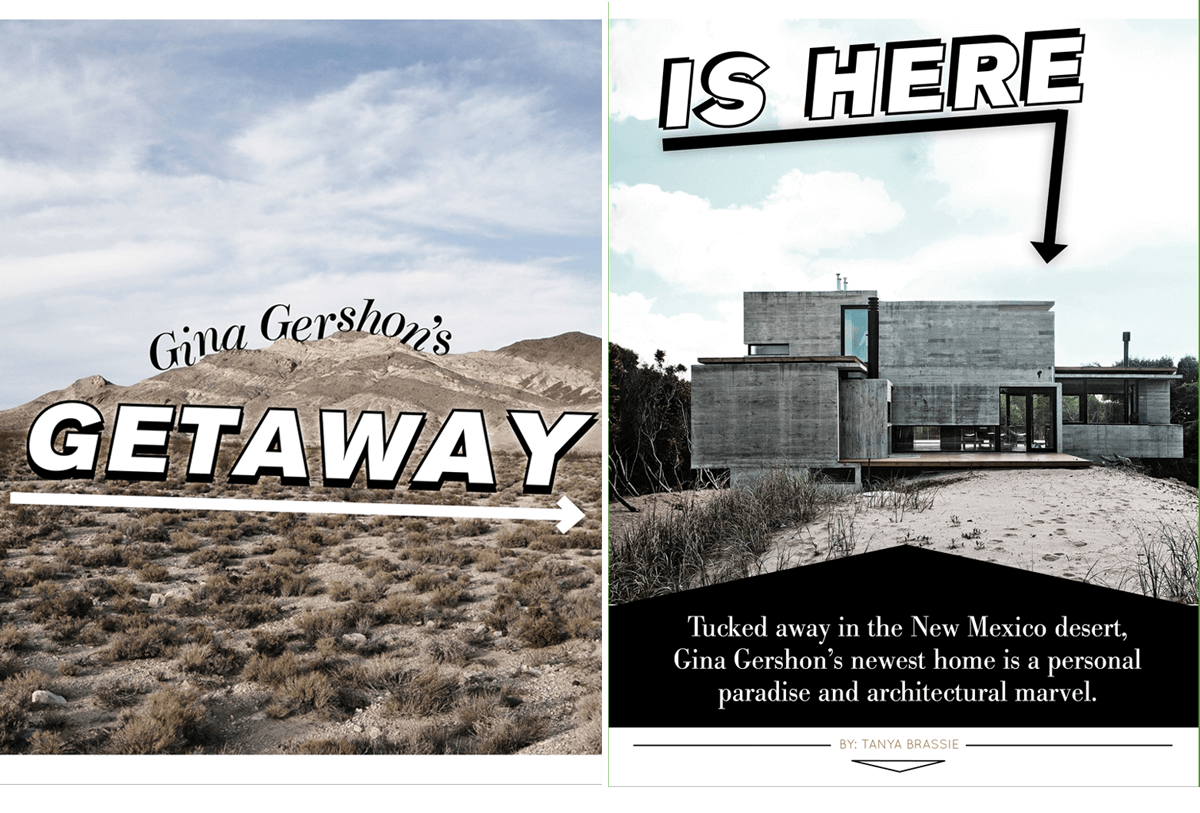 Gina Gershon's
GETAWAY
IS HERE
Tucked away in the New Mexico desert,
Gina Gershon's newest home is a personal
paradise and architectural marvel.
BY: TANYA BRASSIE